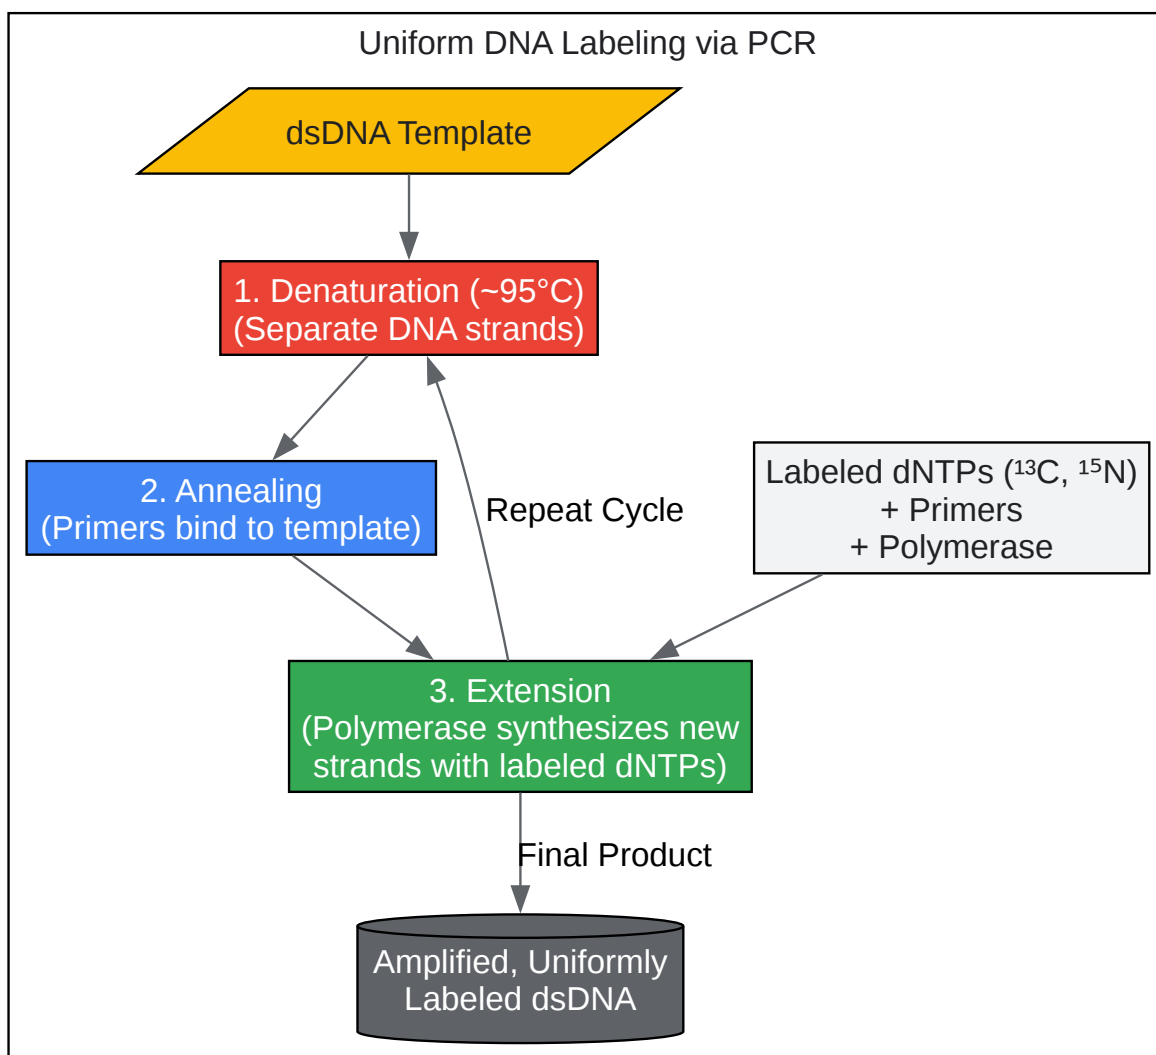 Uniform DNA Labeling via PCR
dsDNA Template
1. Denaturation (~95°C)
(Separate DNA strands)
2. Annealing
(Primers bind to template)
Repeat Cycle
Labeled dNTPs (¹³C, ¹⁵N)
+ Primers
+ Polymerase
3. Extension
(Polymerase synthesizes new
strands with labeled dNTPs)
Final Product
Amplified, Uniformly
Labeled dsDNA